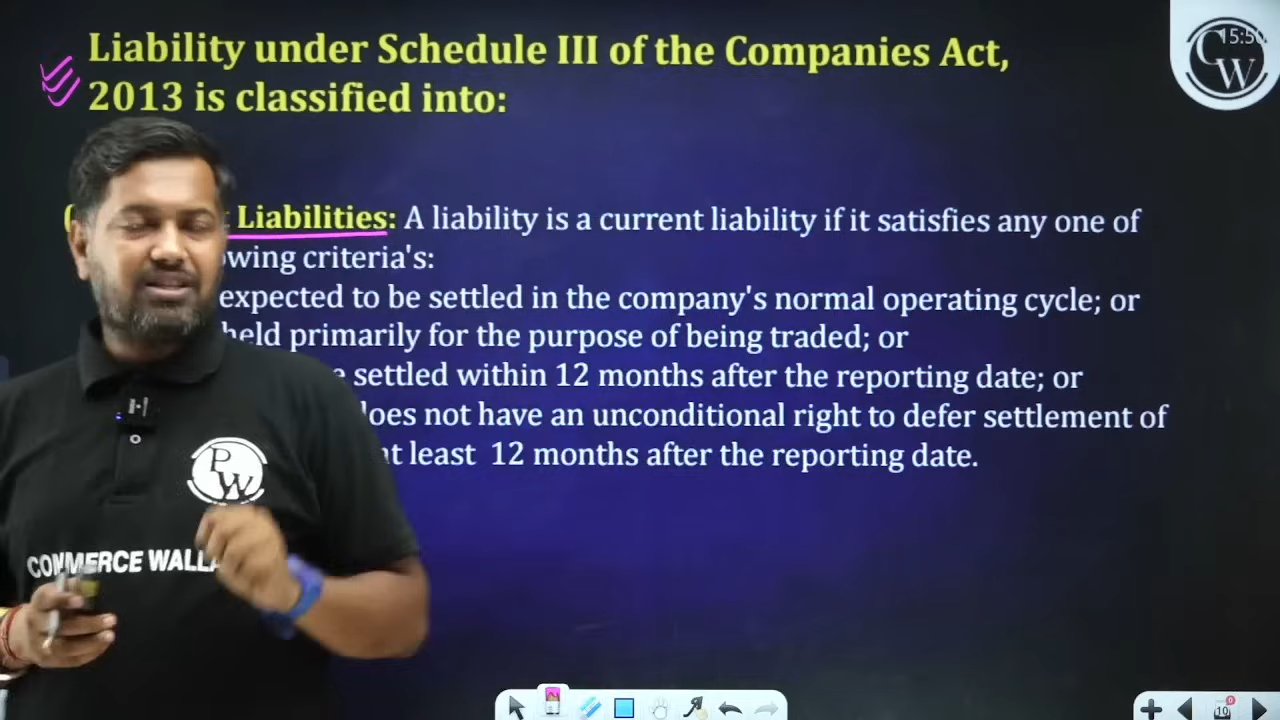 Liability under Schedule III of the Companies Act,
2013 is classified into:
Liabilities: A liability is a current liability if it satisfies any one of
owing criteria's:
expected to be settled in the company's normal operating cycle; or
held primarily for the purpose of being traded; or
settled within 12 months after the reporting date; or
does not have an unconditional right to defer settlement of
at least 12 months after the reporting date.
CW
15:50
PW
COMMERCE WALLA
19